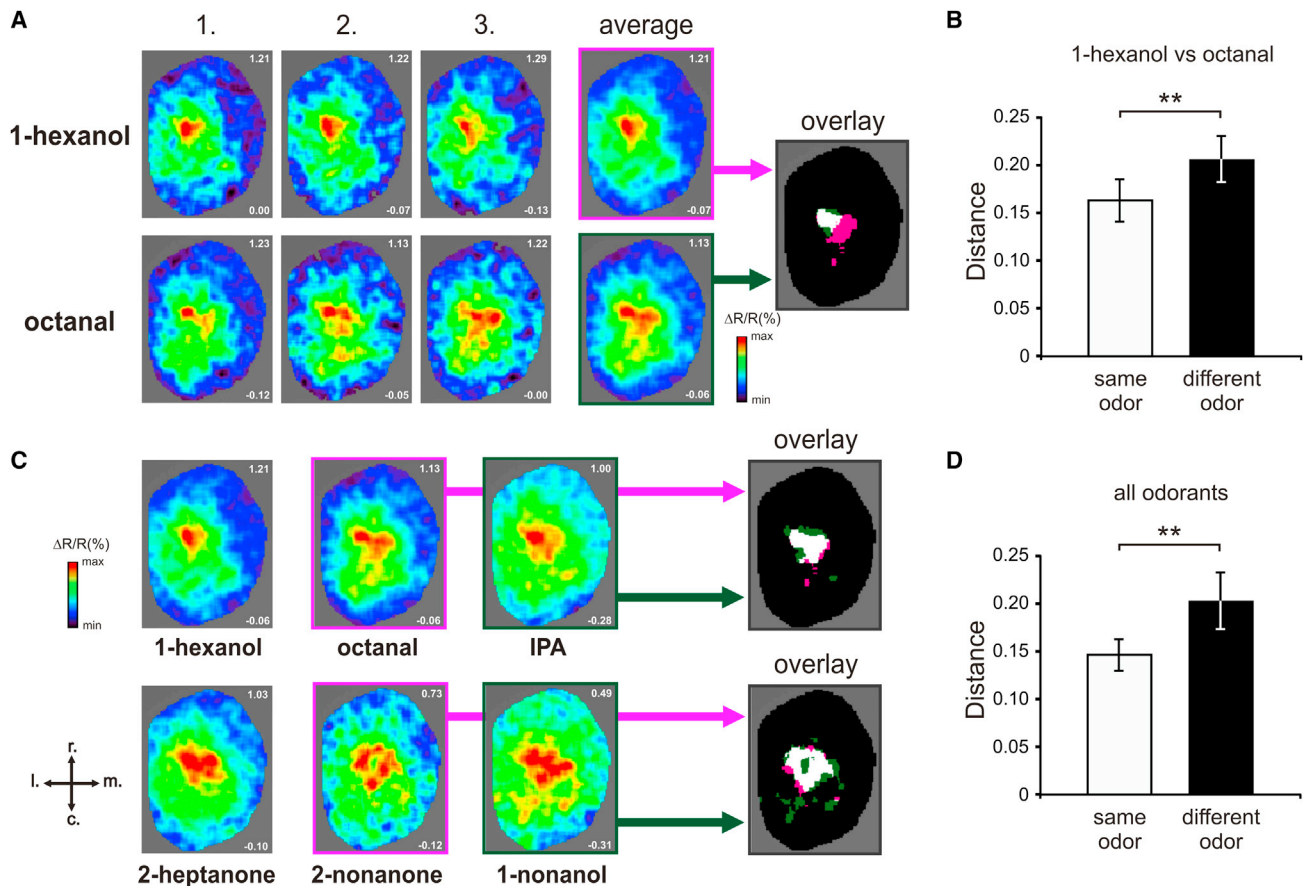 A
1.
2.
3.
average
1-hexanol
1.21
0.00
1.22
-0.07
1.29
-0.13
1.21
-0.07
overlay
octanal
1.23
-0.12
1.13
-0.05
1.22
-0.00
1.13
-0.06
ΔR/R(%)
max
min
B
1-hexanol vs octanal
**
Distance
0.25
0.20
0.15
0.10
0.05
0
same
odor
different
odor
C
ΔR/R(%)
max
min
1.21
-0.06
1-hexanol
1.13
-0.06
octanal
1.00
-0.28
IPA
overlay
r.
l.
m.
c.
1.03
-0.10
2-heptanone
0.73
-0.12
2-nonanone
0.49
-0.31
1-nonanol
overlay
D
all odorants
**
Distance
0.25
0.20
0.15
0.10
0.05
0
same
odor
different
odor